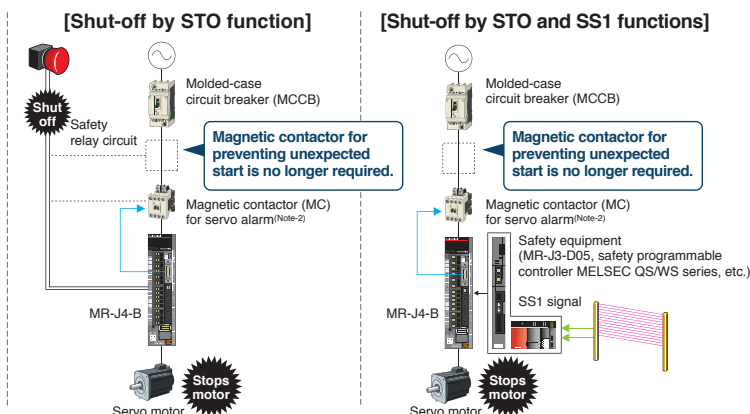 [Shut-off by STO function]
Molded-case
circuit breaker (MCCB)
Shut
off
Safety
relay circuit
Magnetic contactor for
preventing unexpected
start is no longer required.
Magnetic contactor (MC)
for servo alarm(Note-2)
MR-J4-B
Stops
motor
Servo motor
[Shut-off by STO and SS1 functions]
Molded-case
circuit breaker (MCCB)
Magnetic contactor for
preventing unexpected
start is no longer required.
Magnetic contactor (MC)
for servo alarm(Note-2)
Safety equipment
(MR-J3-D05, safety programmable
controller MELSEC QS/WS series, etc.)
SS1 signal
MR-J4-B
Stops
motor
Servo motor